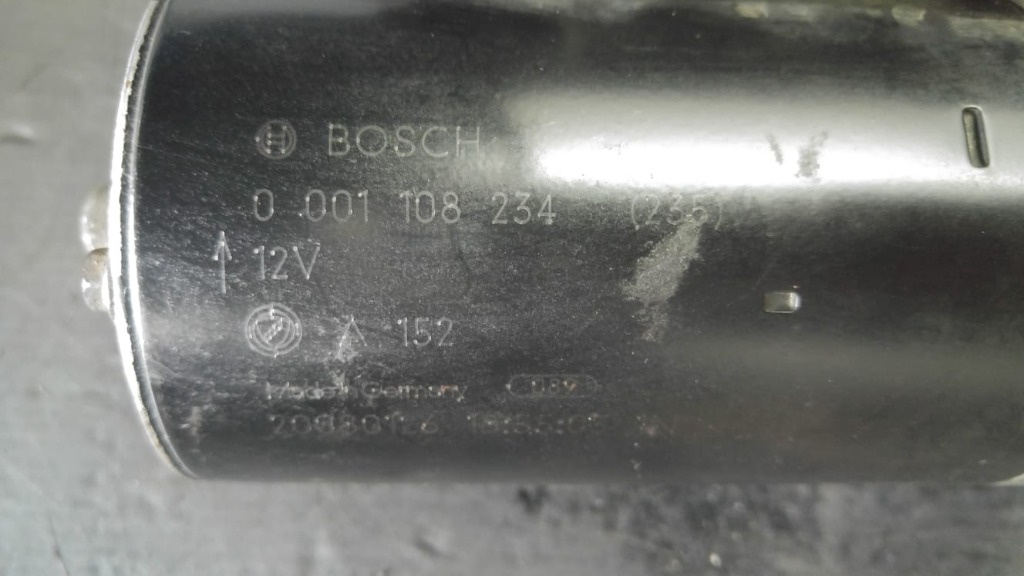 BOSCH
0 001 108 234 (235)
12V
152
Made in Germany